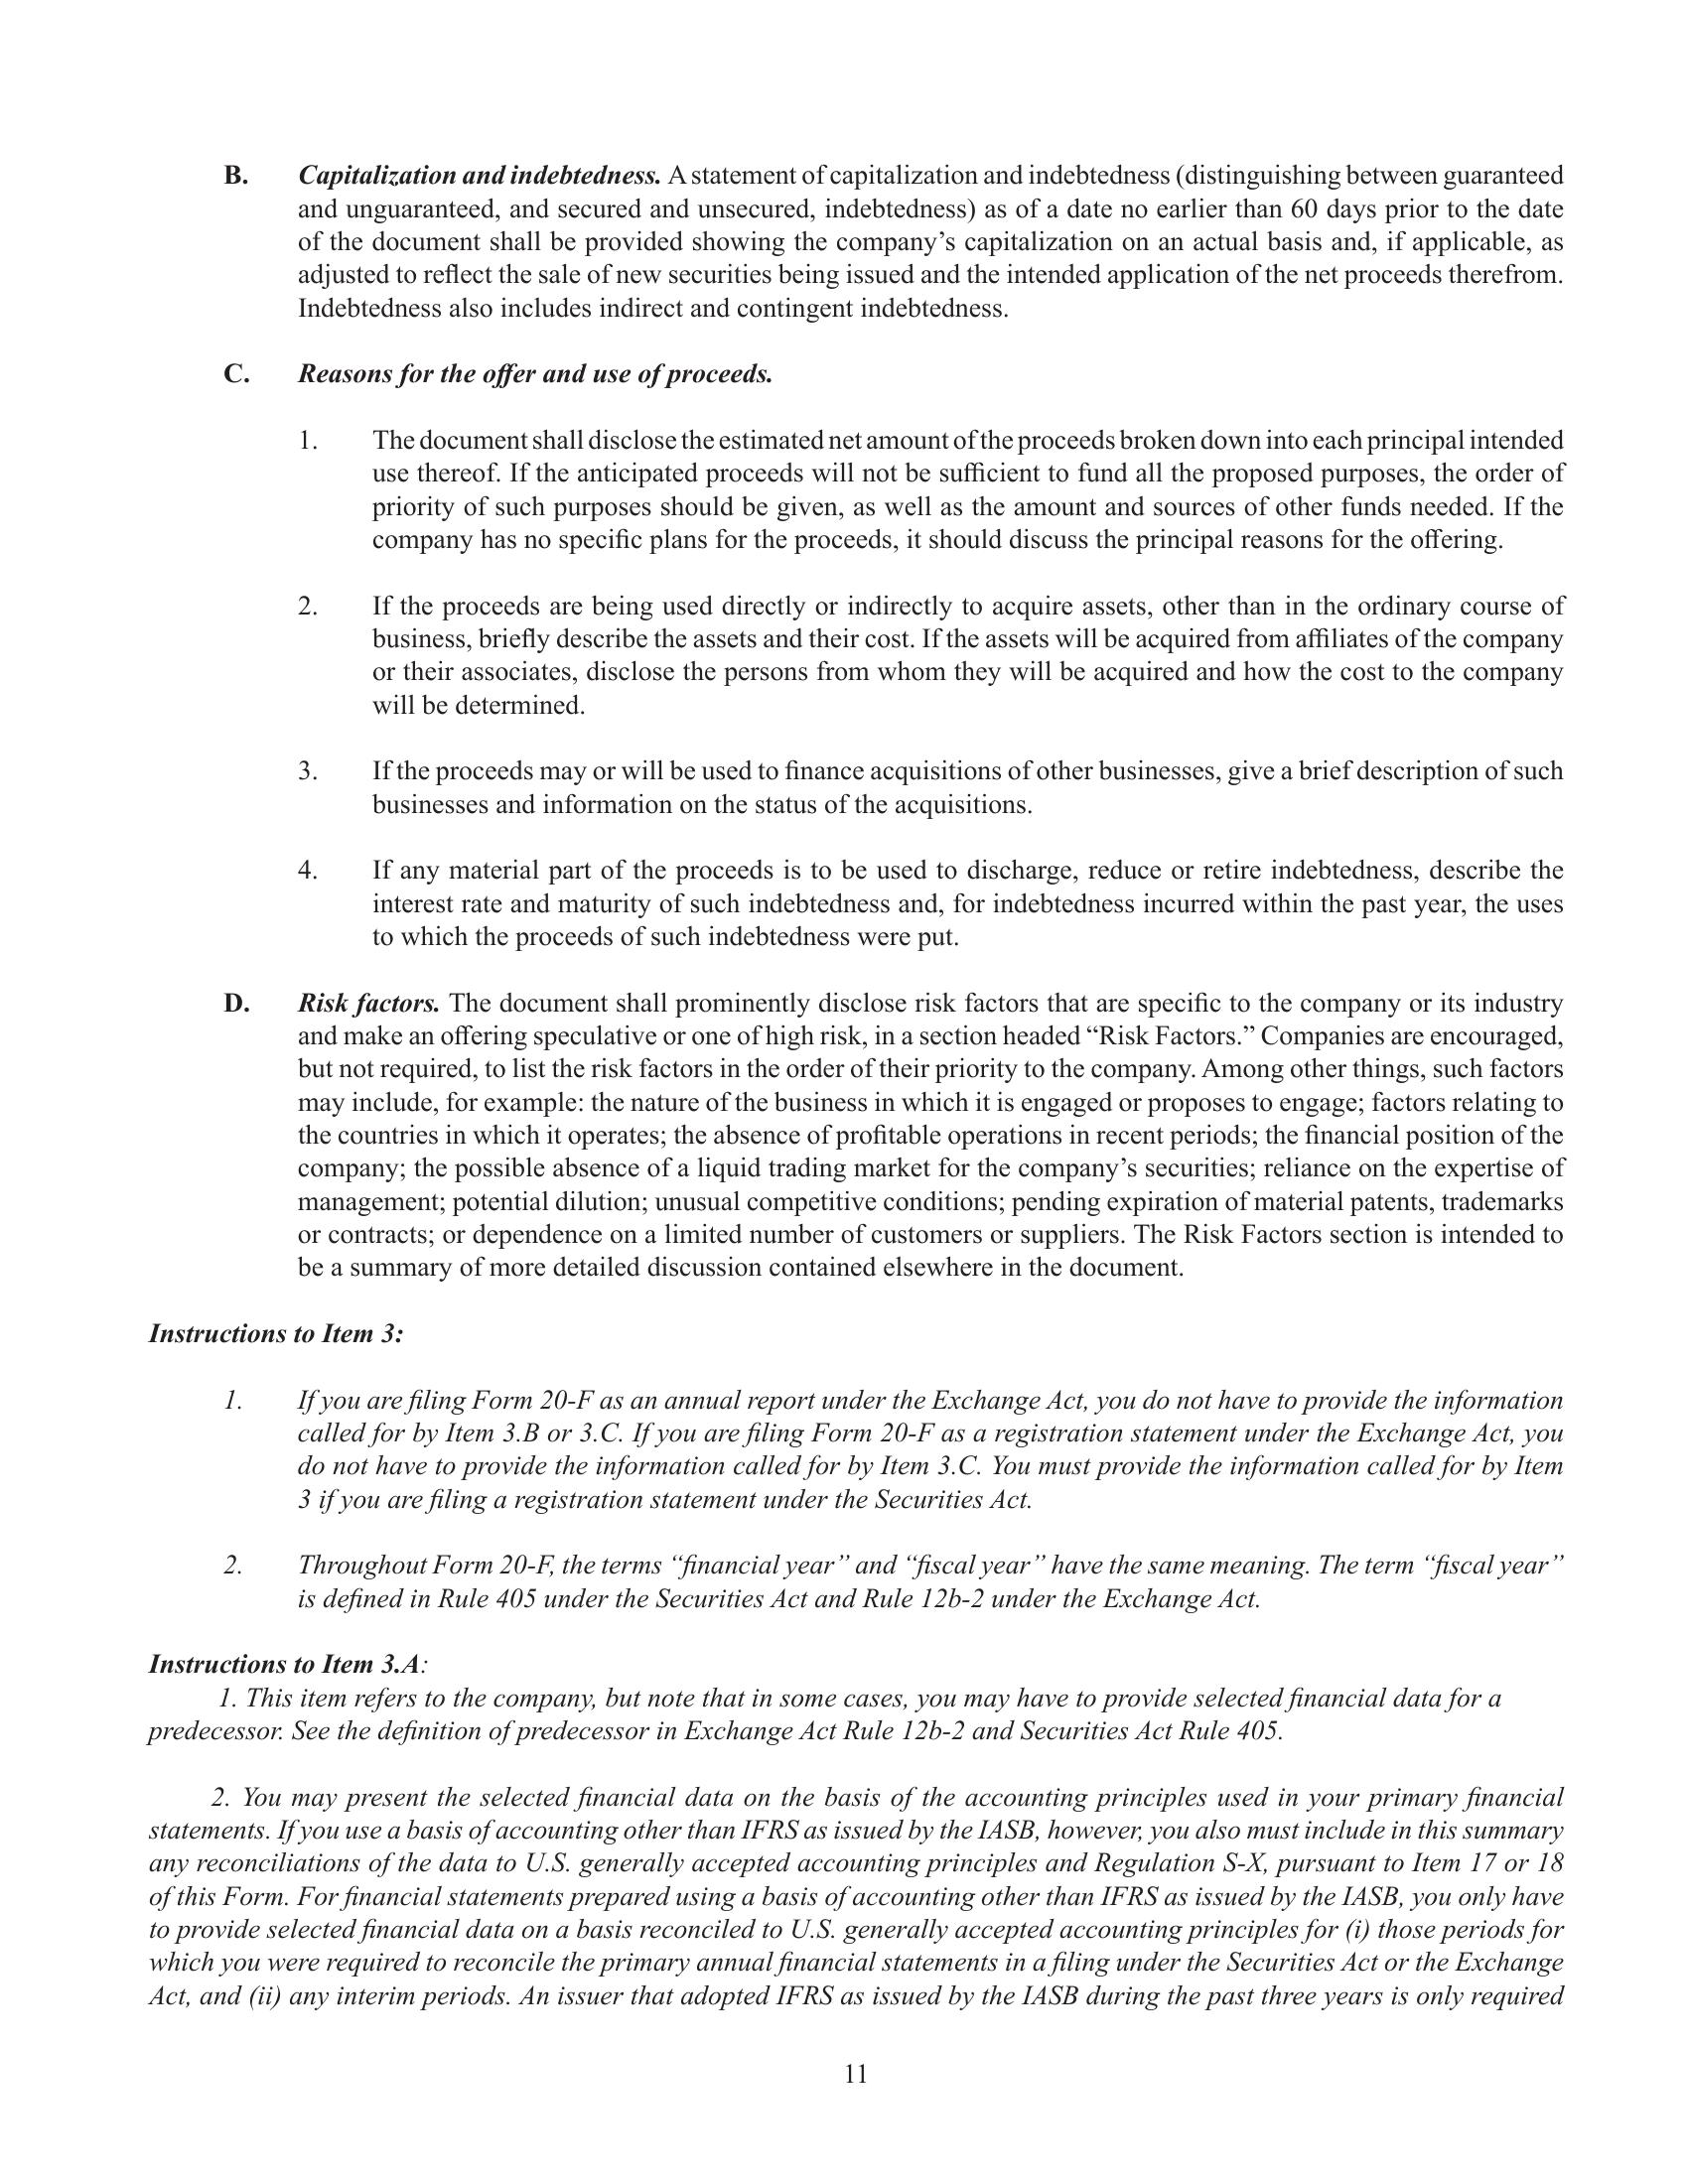 B. Capitalization and indebtedness. A statement of capitalization and indebtedness (distinguishing between guaranteed
and unguaranteed, and secured and unsecured, indebtedness) as of a date no earlier than 60 days prior to the date
of the document shall be provided showing the company’s capitalization on an actual basis and, if applicable, as
adjusted to reflect the sale of new securities being issued and the intended application of the net proceeds therefrom.
Indebtedness also includes indirect and contingent indebtedness.
C. Reasons for the offer and use of proceeds.
1. The document shall disclose the estimated net amount of the proceeds broken down into each principal intended
use thereof. If the anticipated proceeds will not be sufficient to fund all the proposed purposes, the order of
priority of such purposes should be given, as well as the amount and sources of other funds needed. If the
company has no specific plans for the proceeds, it should discuss the principal reasons for the offering.
2. If the proceeds are being used directly or indirectly to acquire assets, other than in the ordinary course of
business, briefly describe the assets and their cost. If the assets will be acquired from affiliates of the company
or their associates, disclose the persons from whom they will be acquired and how the cost to the company
will be determined.
3. If the proceeds may or will be used to finance acquisitions of other businesses, give a brief description of such
businesses and information on the status of the acquisitions.
4. If any material part of the proceeds is to be used to discharge, reduce or retire indebtedness, describe the
interest rate and maturity of such indebtedness and, for indebtedness incurred within the past year, the uses
to which the proceeds of such indebtedness were put.
D. Risk factors. The document shall prominently disclose risk factors that are specific to the company or its industry
and make an offering speculative or one of high risk, in a section headed “Risk Factors.” Companies are encouraged,
but not required, to list the risk factors in the order of their priority to the company. Among other things, such factors
may include, for example: the nature of the business in which it is engaged or proposes to engage; factors relating to
the countries in which it operates; the absence of profitable operations in recent periods; the financial position of the
company; the possible absence of a liquid trading market for the company’s securities; reliance on the expertise of
management; potential dilution; unusual competitive conditions; pending expiration of material patents, trademarks
or contracts; or dependence on a limited number of customers or suppliers. The Risk Factors section is intended to
be a summary of more detailed discussion contained elsewhere in the document.
Instructions to Item 3:
1. If you are filing Form 20-F as an annual report under the Exchange Act, you do not have to provide the information
called for by Item 3.B or 3.C. If you are filing Form 20-F as a registration statement under the Exchange Act, you
do not have to provide the information called for by Item 3.C. You must provide the information called for by Item
3 if you are filing a registration statement under the Securities Act.
2. Throughout Form 20-F, the terms “financial year” and “fiscal year” have the same meaning. The term “fiscal year”
is defined in Rule 405 under the Securities Act and Rule 12b-2 under the Exchange Act.
Instructions to Item 3.A:
1. This item refers to the company, but note that in some cases, you may have to provide selected financial data for a
predecessor. See the definition of predecessor in Exchange Act Rule 12b-2 and Securities Act Rule 405.
2. You may present the selected financial data on the basis of the accounting principles used in your primary financial
statements. If you use a basis of accounting other than IFRS as issued by the IASB, however, you also must include in this summary
any reconciliations of the data to U.S. generally accepted accounting principles and Regulation S-X, pursuant to Item 17 or 18
of this Form. For financial statements prepared using a basis of accounting other than IFRS as issued by the IASB, you only have
to provide selected financial data on a basis reconciled to U.S. generally accepted accounting principles for (i) those periods for
which you were required to reconcile the primary annual financial statements in a filing under the Securities Act or the Exchange
Act, and (ii) any interim periods. An issuer that adopted IFRS as issued by the IASB during the past three years is only required
11